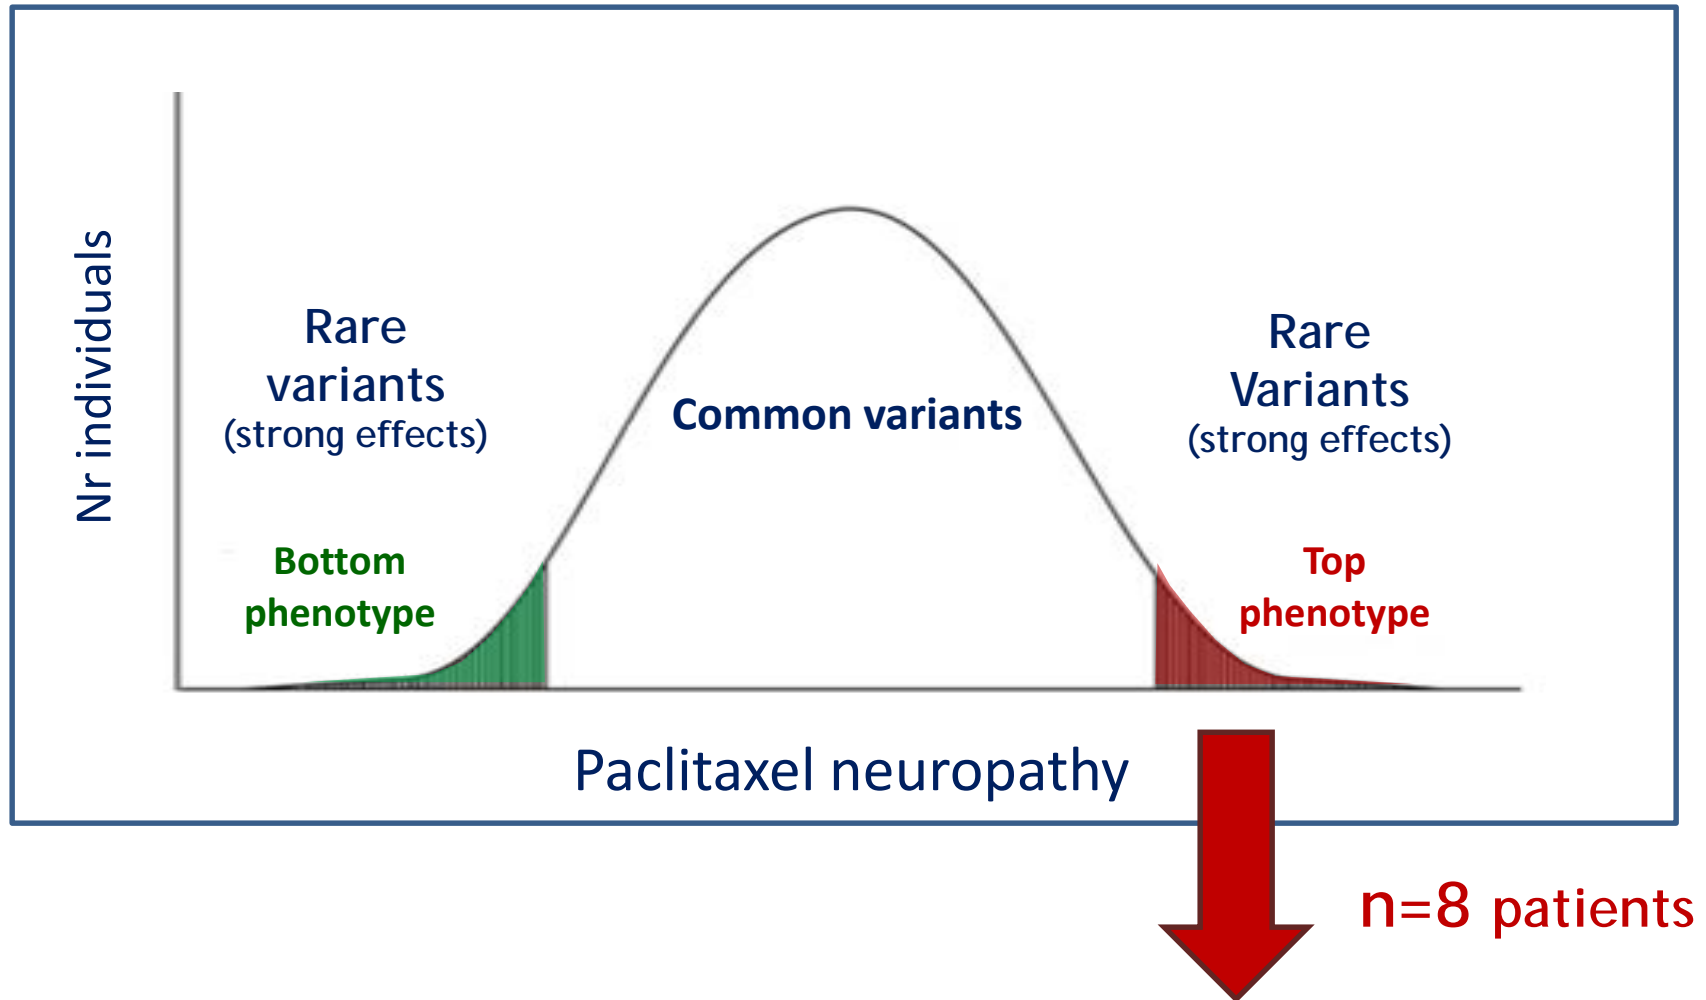 Nr individuals
Rare
variants
(strong effects)
Common variants
Rare
Variants
(strong effects)
Bottom
phenotype
Top
phenotype
Paclitaxel neuropathy
n=8 patients